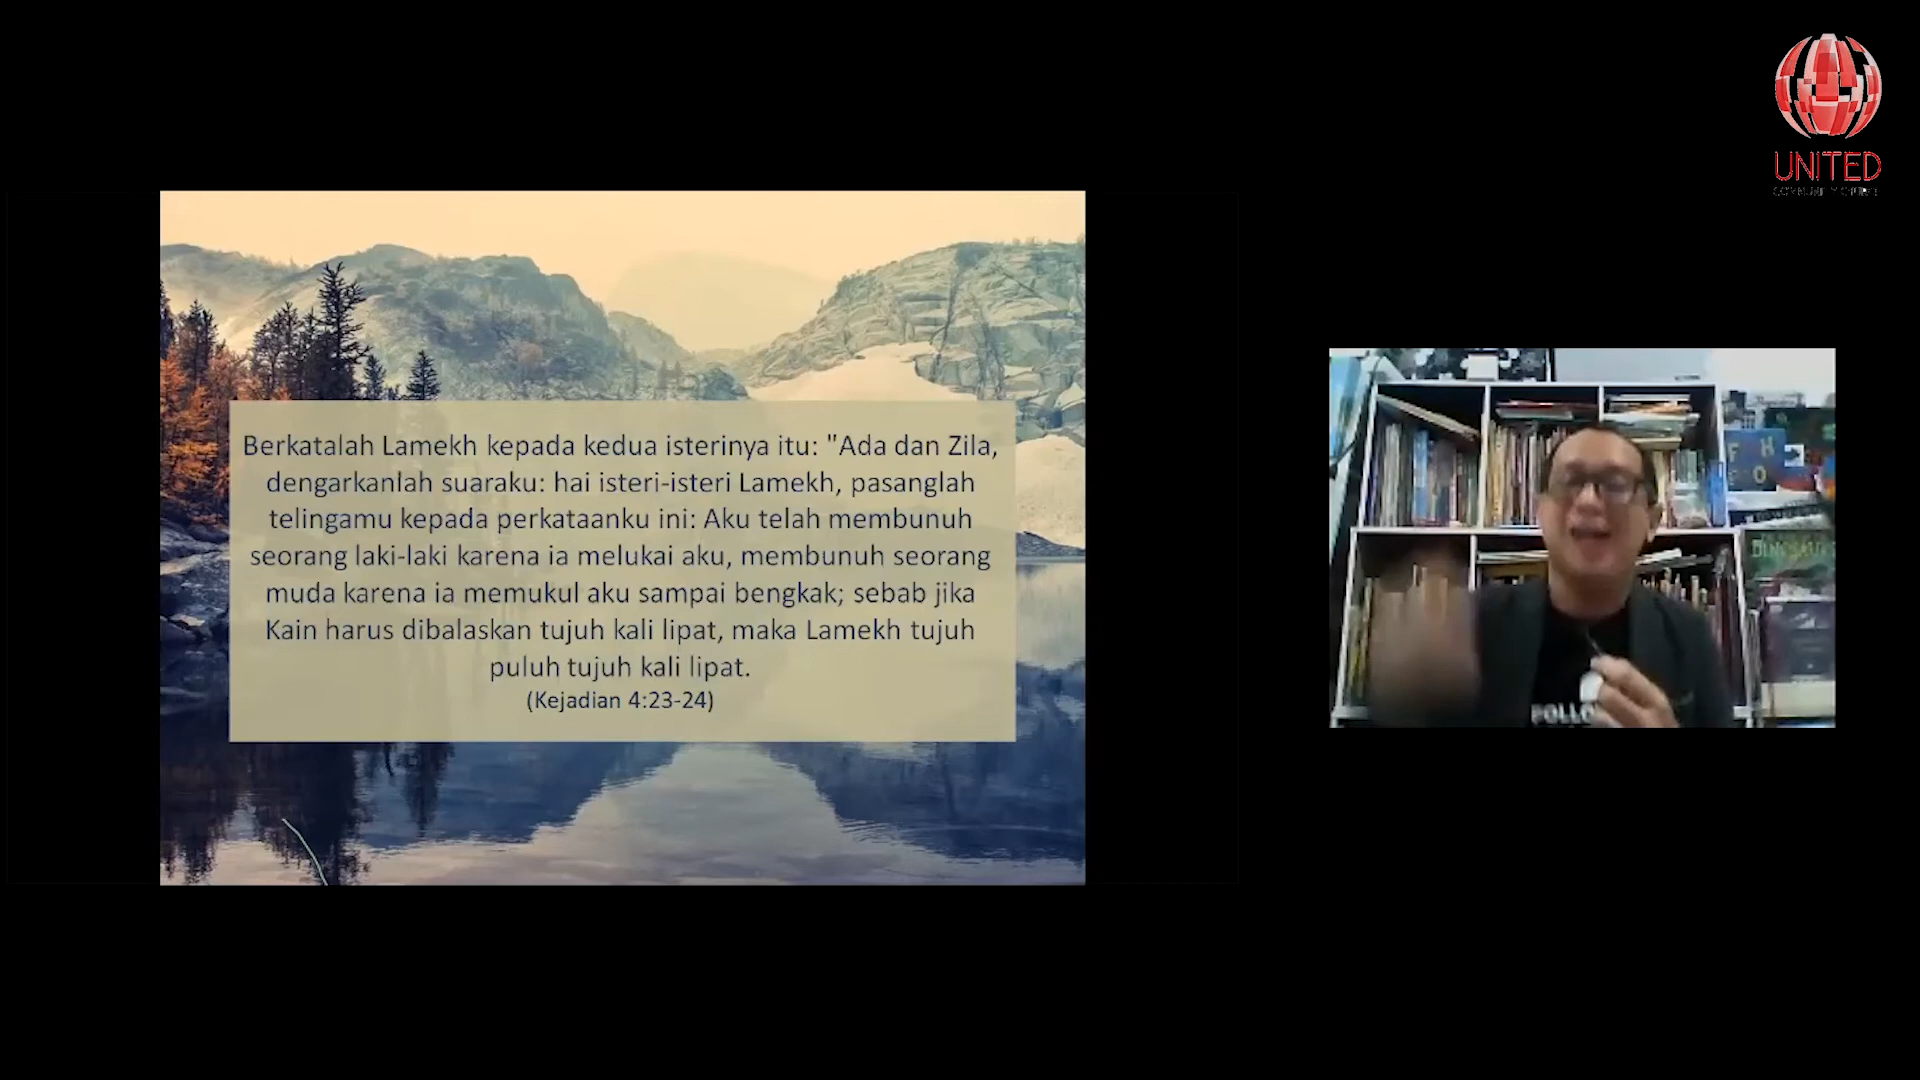 UNITED
Berkatalah Lamekh kepada kedua isterinya itu: "Ada dan Zila,
dengarkanlah suaraku: hai isteri-isteri Lamekh, pasanglah
telingamu kepada perkataanku ini: Aku telah membunuh
seorang laki-laki karena ia melukai aku, membunuh seorang
muda karena ia memukul aku sampai bengkak; sebab jika
Kain harus dibalaskan tujuh kali lipat, maka Lamekh tujuh
puluh tujuh kali lipat.
(Kejadian 4:23-24)